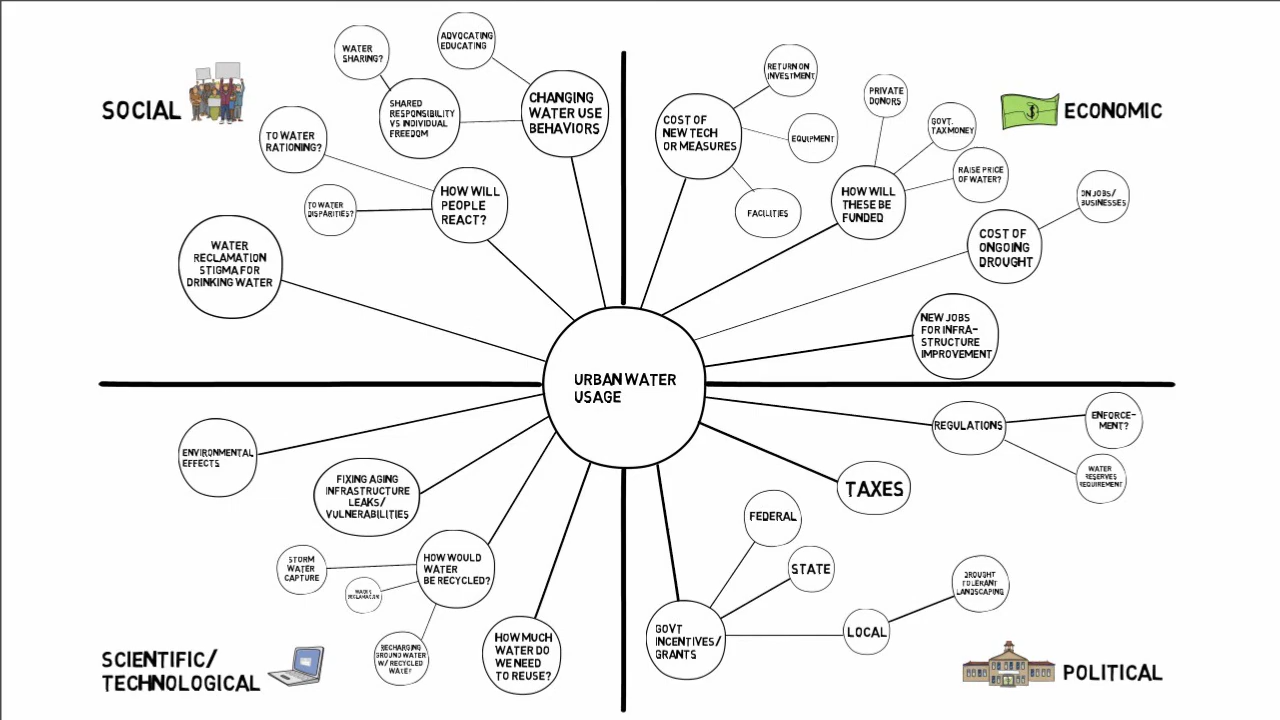 SOCIAL
WATER
SHARING?
ADVOCATING
EDUCATING
SHARED
RESPONSIBILITY
VS INDIVIDUAL
FREEDOM
CHANGING
WATER USE
BEHAVIORS
TO WATER
RATIONING?
TO WATER
DISPARITIES?
HOW WILL
PEOPLE
REACT?
WATER
RECLAMATION
STIGMA FOR
DRINKING WATER
ECONOMIC
RETURN ON
INVESTMENT
COST OF
NEW TECH
OR MEASURES
EQUIPMENT
FACILITIES
PRIVATE
DONORS
GOVT.
TAX MONEY
RAISE PRICE
OF WATER?
HOW WILL
THESE BE
FUNDED
ON JOBS/
BUSINESSES
COST OF
ONGOING
DROUGHT
NEW JOBS
FOR INFRA-
STRUCTURE
IMPROVEMENT
URBAN WATER
USAGE
ENVIRONMENTAL
EFFECTS
FIXING AGING
INFRASTRUCTURE
LEAKS/
VULNERABILITIES
STORM
WATER
CAPTURE
HOW WOULD
WATER
BE RECYCLED?
RECHARGING
GROUND WATER
W/ RECYCLED
WATER
HOW MUCH
WATER DO
WE NEED
TO REUSE?
SCIENTIFIC/
TECHNOLOGICAL
REGULATIONS
ENFORCE-
MENT?
WATER
RESERVES
REQUIREMENT
TAXES
FEDERAL
STATE
GOVT
INCENTIVES/
GRANTS
LOCAL
DROUGHT
TOLERANT
LANDSCAPING
POLITICAL